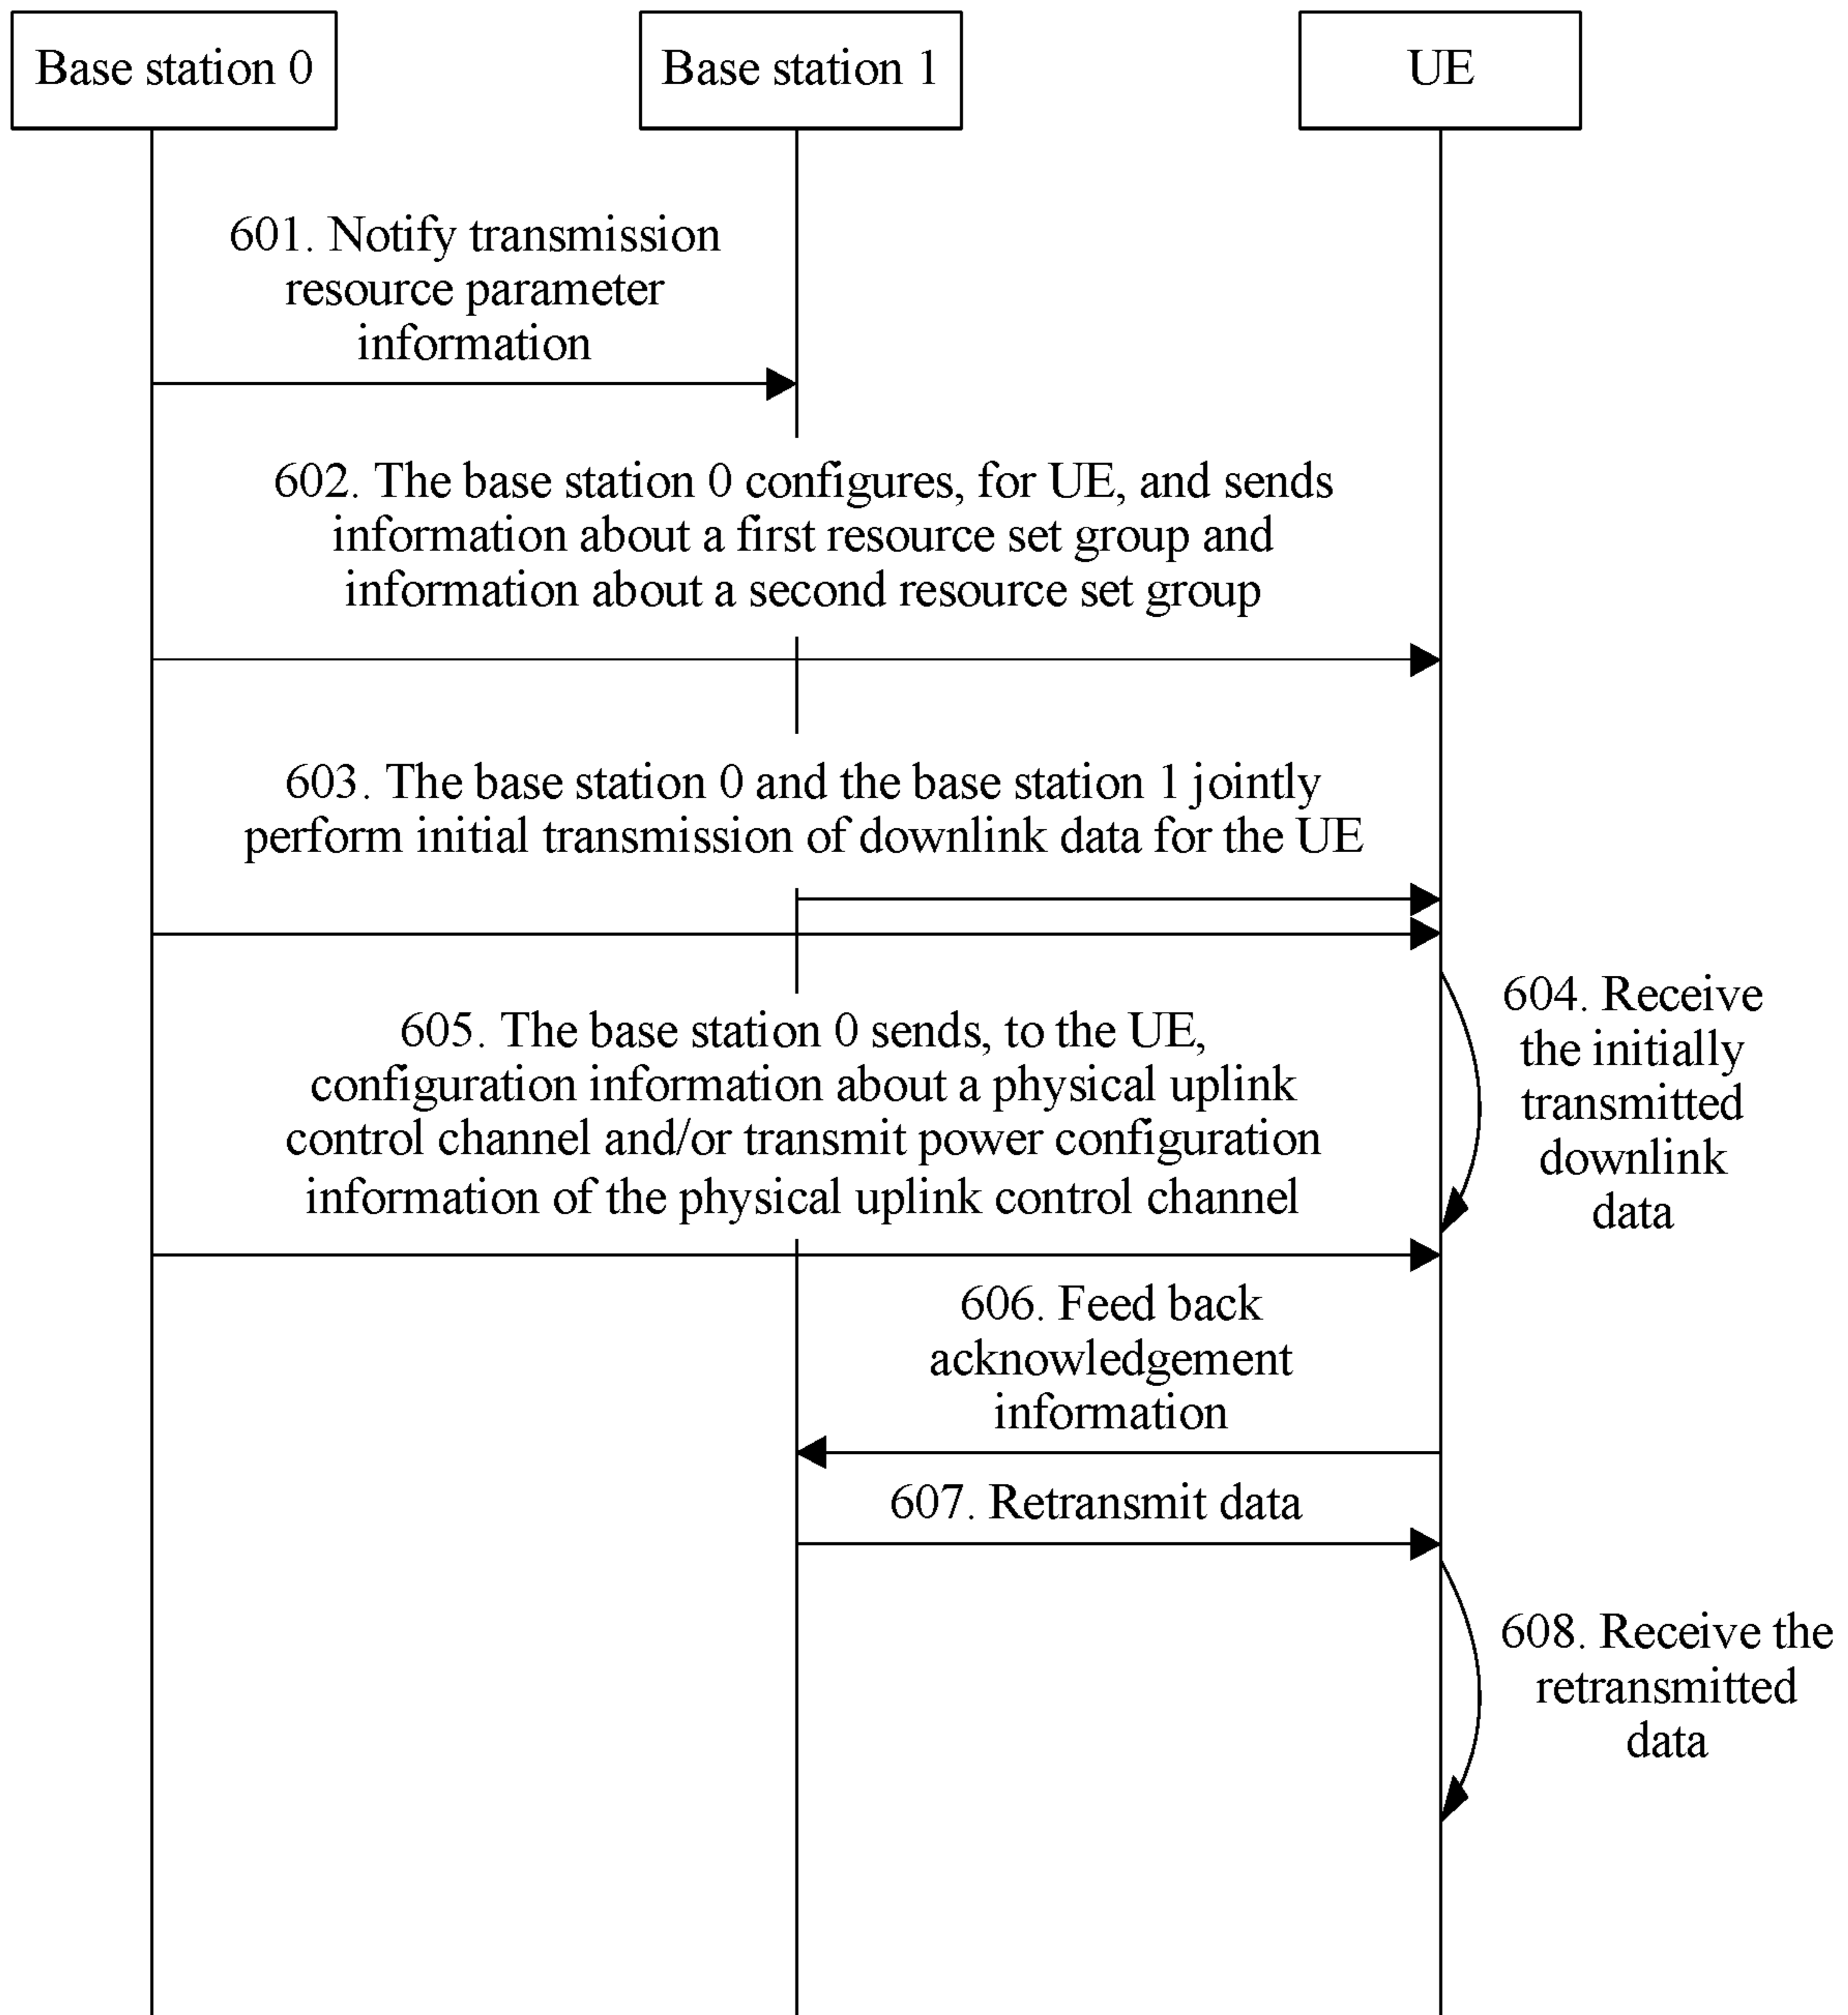 Base station 0
Base station 1
UE
601. Notify transmission
resource parameter
information
602. The base station 0 configures, for UE, and sends
information about a first resource set group and
information about a second resource set group
603. The base station 0 and the base station 1 jointly
perform initial transmission of downlink data for the UE
604. Receive
the initially
transmitted
downlink
data
605. The base station 0 sends, to the UE,
configuration information about a physical uplink
control channel and/or transmit power configuration
information of the physical uplink control channel
606. Feed back
acknowledgement
information
607. Retransmit data
608. Receive the
retransmitted
data